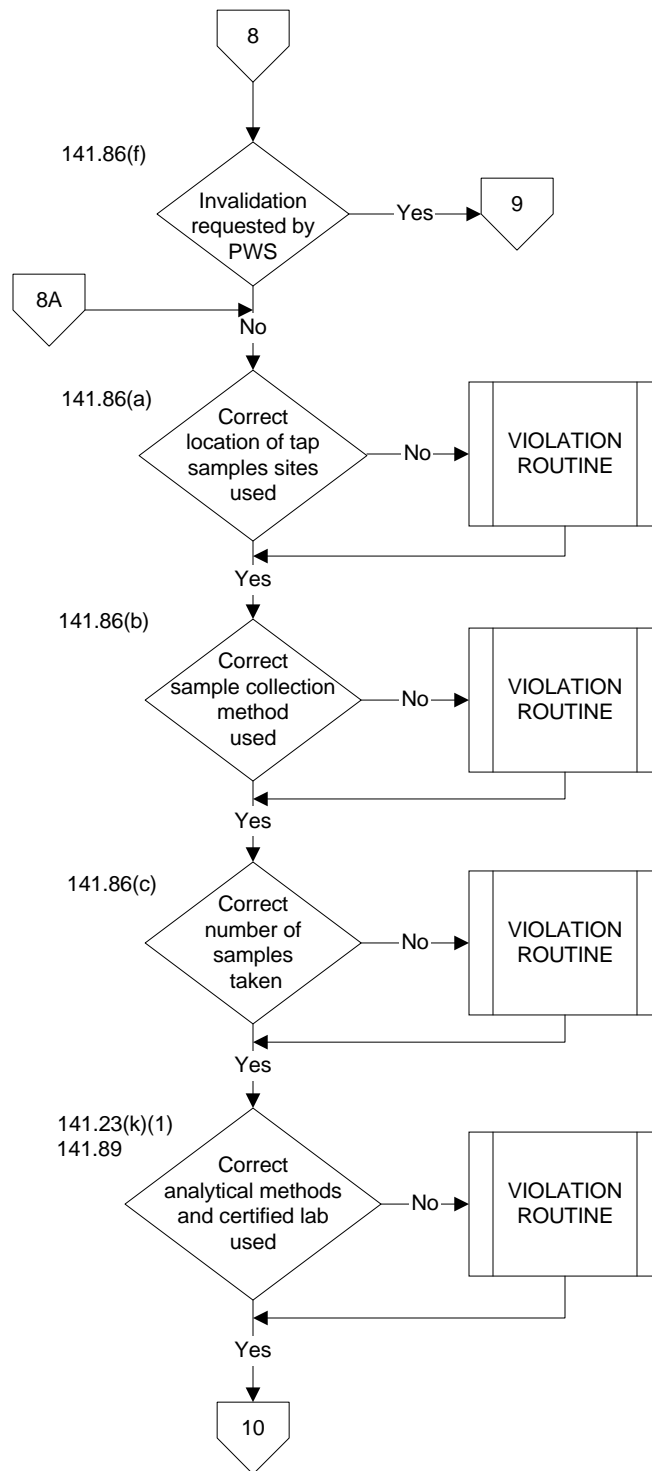 8
141.86(f)
Invalidation
requested by
PWS
Yes
9
8A
No
141.86(a)
Correct
location of tap
samples sites
used
No
VIOLATION
ROUTINE
Yes
141.86(b)
Correct
sample collection
method
used
No
VIOLATION
ROUTINE
Yes
141.86(c)
Correct
number of
samples
taken
No
VIOLATION
ROUTINE
Yes
141.23(k)(1)
141.89
Correct
analytical methods
and certified lab
used
No
VIOLATION
ROUTINE
Yes
10